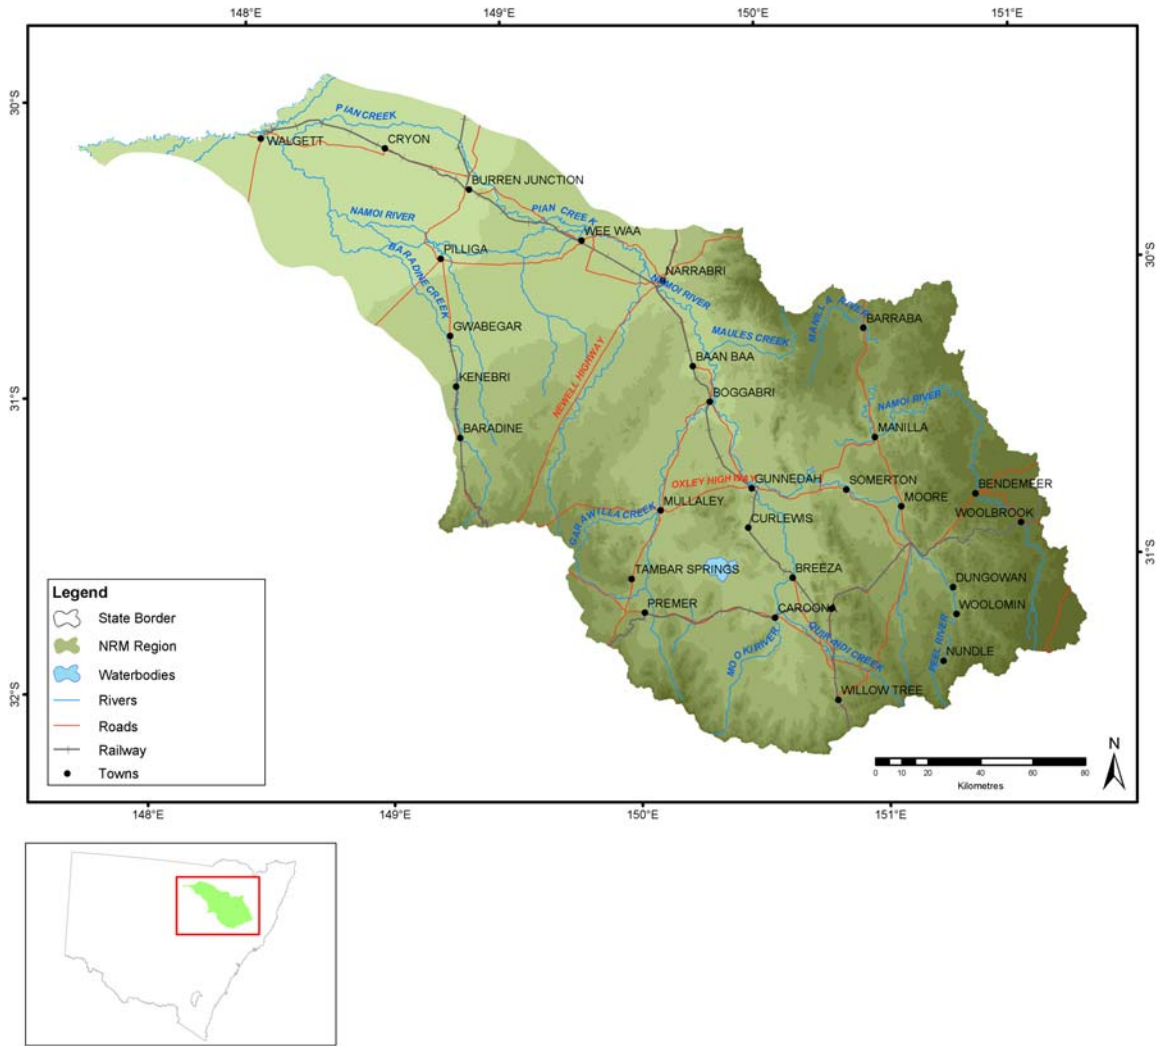 148°E 149°E 150°E 151°E
30°S
30°S
PIAN CREEK
WALGETT
CRYON
BURREN JUNCTION
NAMOI RIVER
PIAN CREEK
WEE WAA
BARADINE CREEK
PILLIGA
NARRABRI
NAMOI RIVER
MANILLA RIVER
BARRABA
GWABEGAR
MAULES CREEK
NEWELL HIGHWAY
BAAN BAA
KENEBRI
BOGGABRI
31°S
NAMOI RIVER
BARADINE
MANILLA
OXLEY HIGHWAY
GUNNEDAH
SOMERTON
BENDEMEER
MULLALEY
MOORE
GARAWILLA CREEK
WOOLBROOK
CURLEWIS
31°S
TAMBAR SPRINGS
BREEZA
DUNGOWAN
PREMER
CAROONA
WOOLOMIN
MOOKI RIVER
QUIRINDI CREEK
PEEL RIVER
NUNDLE
WILLOW TREE
32°S
Legend
State Border
NRM Region
Waterbodies
Rivers
Roads
Railway
Towns
N
0 10 20 40 60 80
Kilometres
148°E 149°E 150°E 151°E